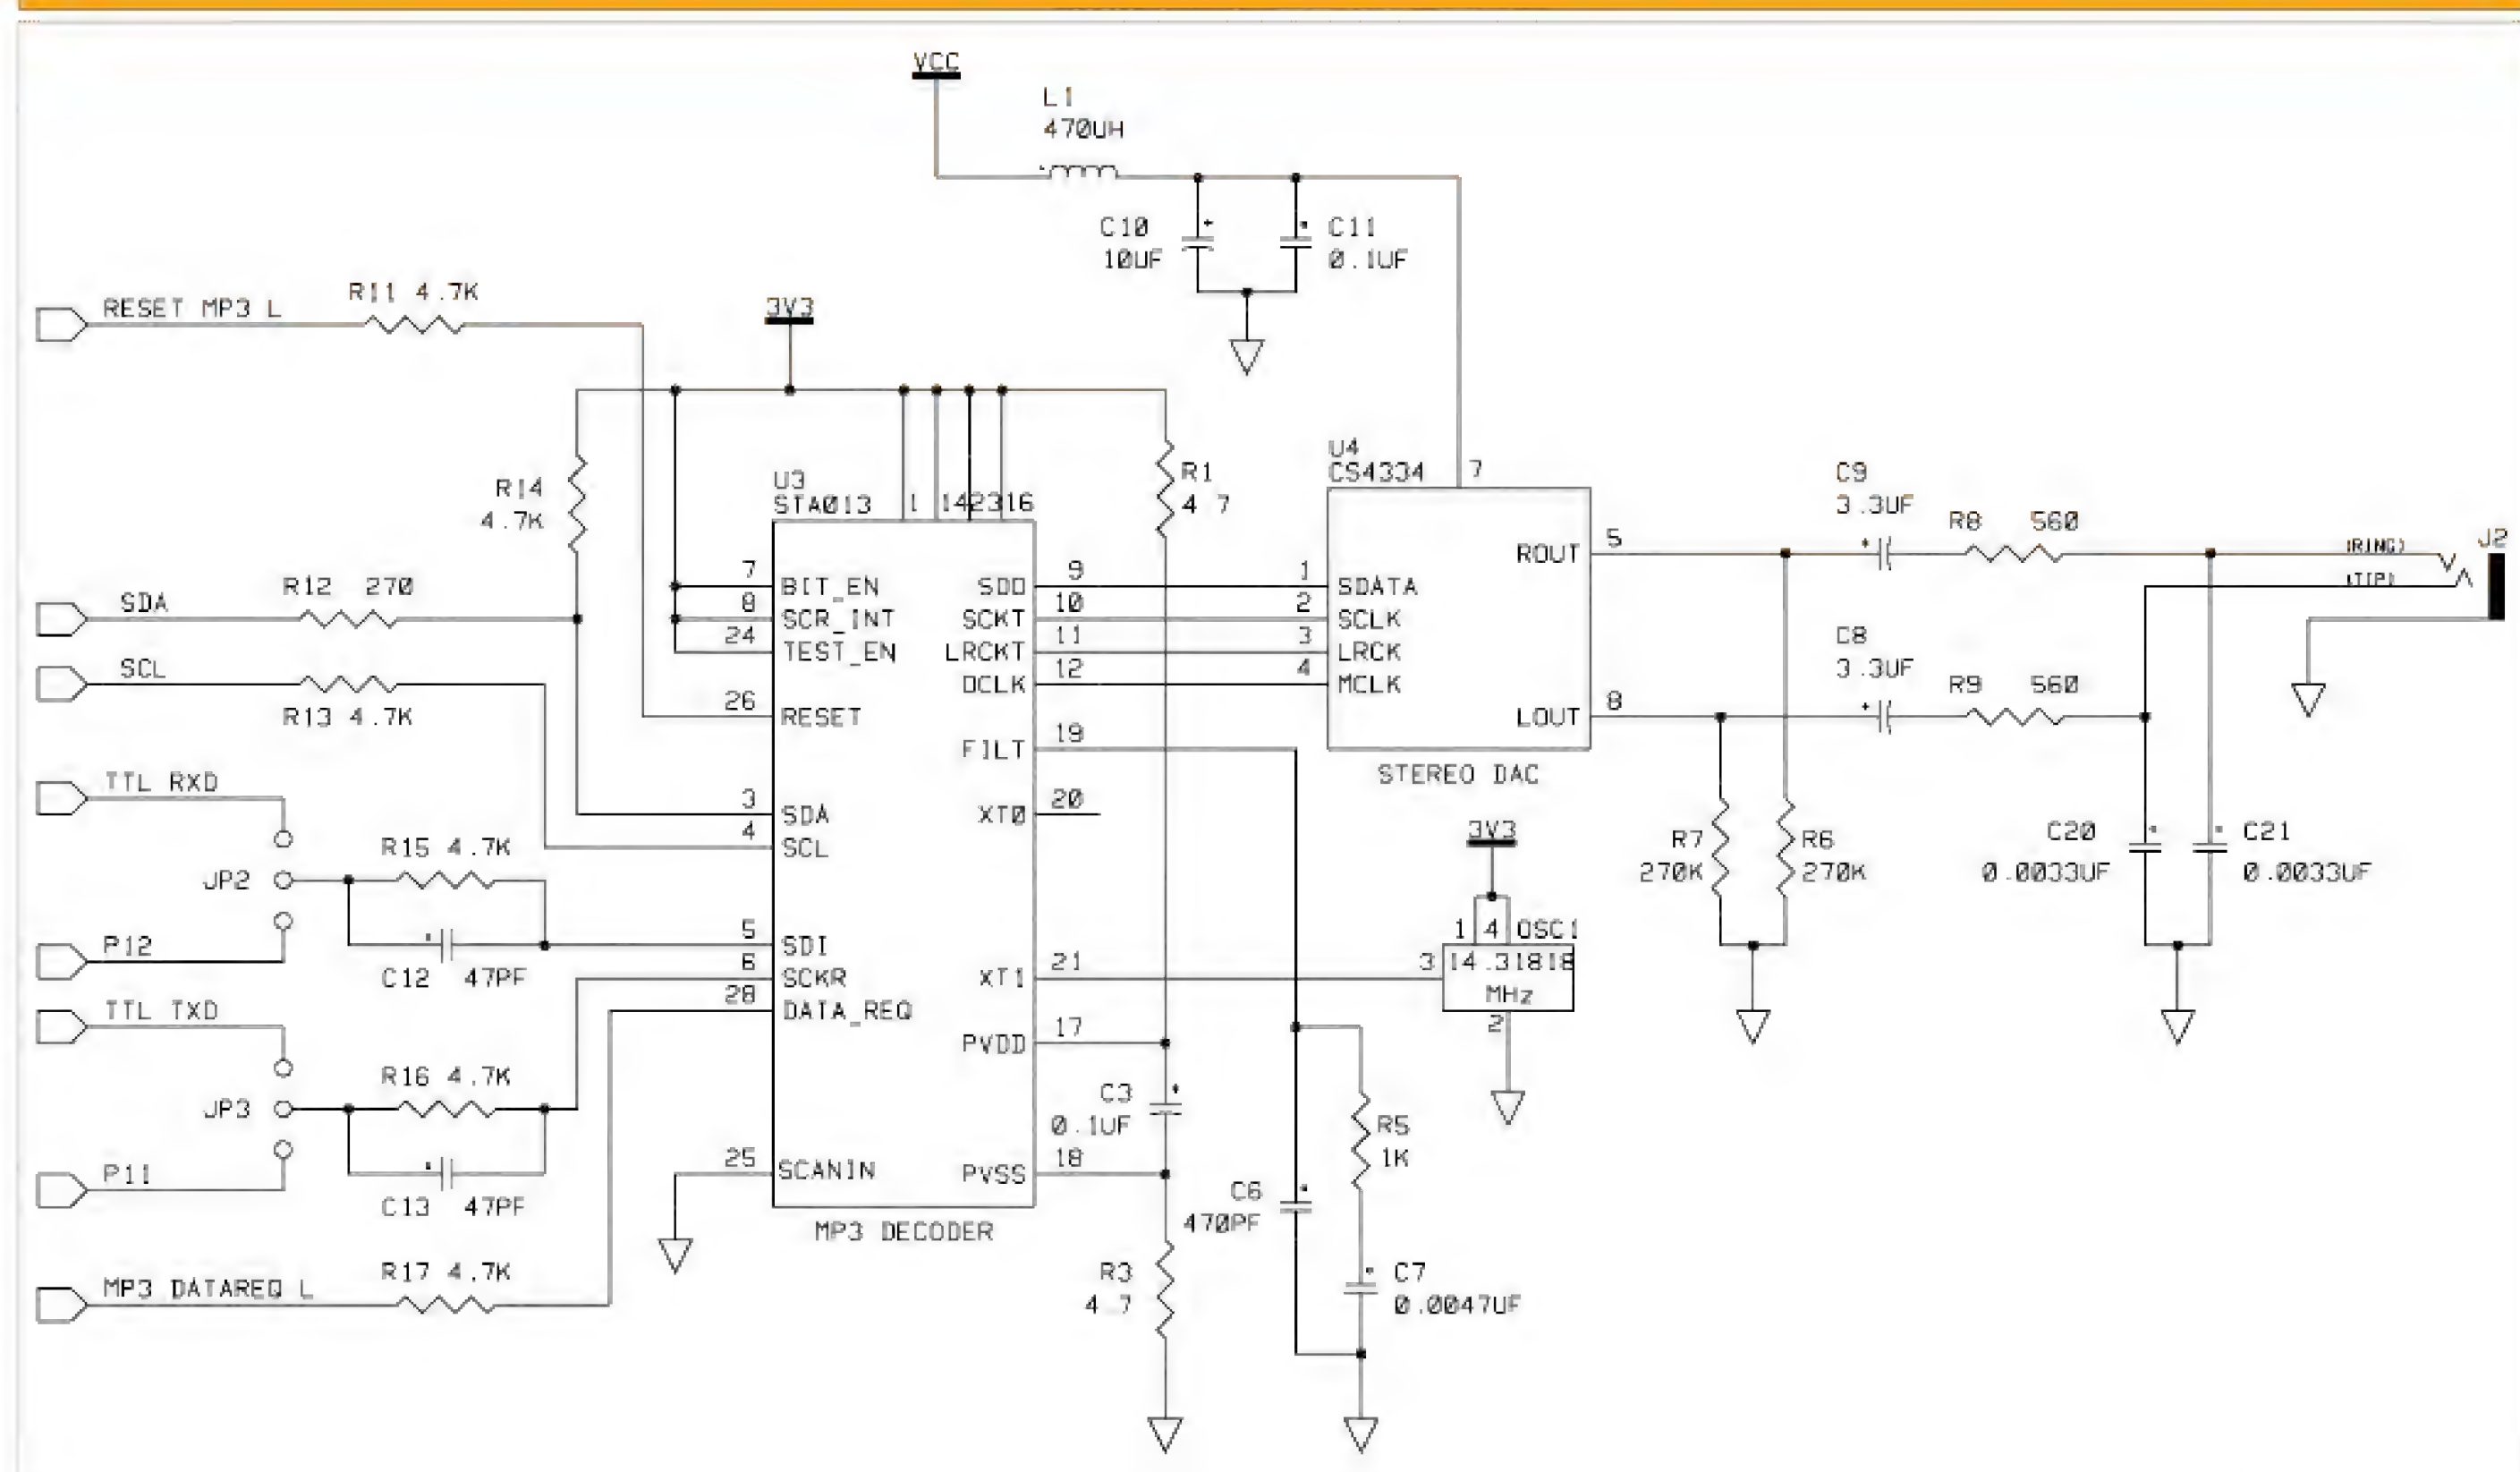 VCC
L1
470UH
C10
10UF
C11
0.1UF
RESET MP3 L
R11 4.7K
3V3
R14
4.7K
U3
STA013
1
14
23
16
R1
4.7
U4
CS4334
7
C9
3.3UF
R8 560
(RING)
(TIP)
J2
SDA
R12 270
SCL
R13 4.7K
7
BIT_EN
8
SCR_INT
24
TEST_EN
26
RESET
SDO
9
SCKT
10
LRCKT
11
OCLK
12
FILT
19
XT0
20
1
SDATA
2
SCLK
3
LRCK
4
MCLK
ROUT
5
LOUT
8
STEREO DAC
C8
3.3UF
R9 560
TTL RXD
JP2
P12
R15 4.7K
C12 47PF
3
SDA
4
SCL
5
SDI
6
SCKR
28
DATA_REQ
XT1
21
PVDD
17
PVSS
18
3V3
1
4
OSC1
3
14.31818
MHz
2
R7
270K
R6
270K
C20
0.0033UF
C21
0.0033UF
TTL TXD
JP3
P11
R16 4.7K
C13 47PF
25
SCANIN
MP3 DECODER
C3
0.1UF
R3
4.7
C6
470PF
R5
1K
C7
0.0047UF
MP3 DATAREQ L
R17 4.7K